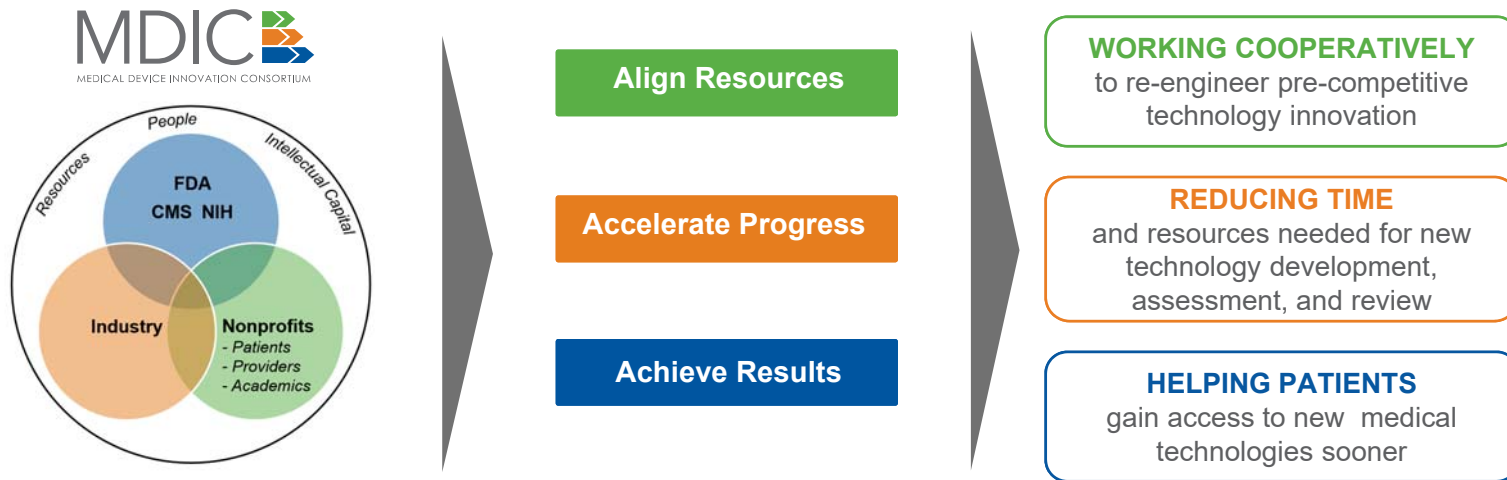 MDIC
MEDICAL DEVICE INNOVATION CONSORTIUM
People
Resources
Intellectual Capital
FDA
CMS NIH
Industry
Nonprofits
- Patients
- Providers
- Academics
Align Resources
Accelerate Progress
Achieve Results
WORKING COOPERATIVELY
to re-engineer pre-competitive
technology innovation
REDUCING TIME
and resources needed for new
technology development,
assessment, and review
HELPING PATIENTS
gain access to new medical
technologies sooner